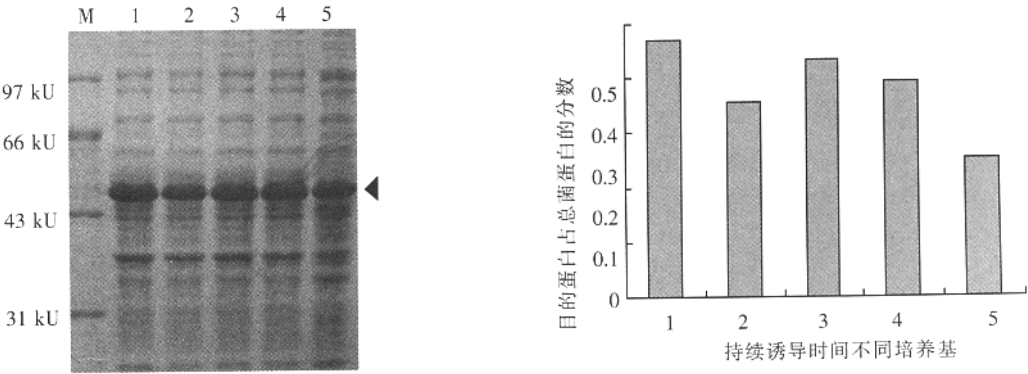 M 1 2 3 4 5
97 kU
66 kU
43 kU
31 kU
目的蛋白占总菌蛋白的分数
0.5
0.4
0.3
0.2
0.1
0
1 2 3 4 5
持续诱导时间不同培养基